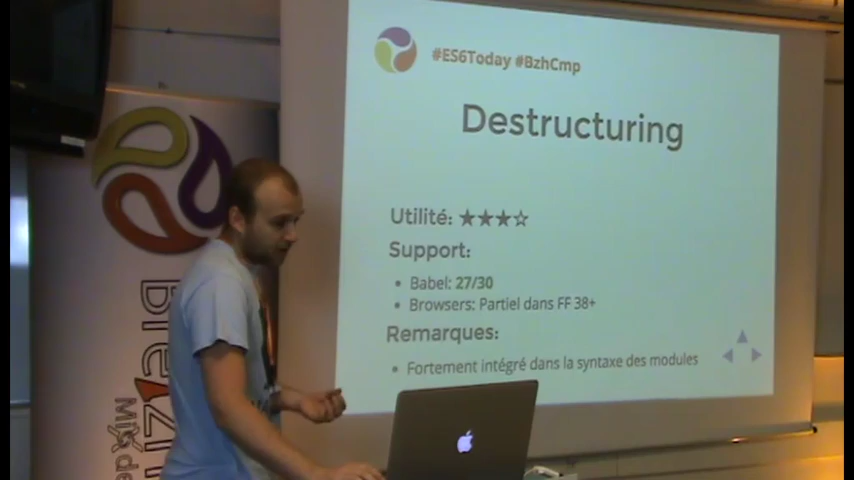 #ES6Today #BzhCmp
Destructuring
Utilité: ★★★☆
Support:
• Babel: 27/30
• Browsers: Partiel dans FF 38+
Remarques:
• Fortement intégré dans la syntaxe des modules